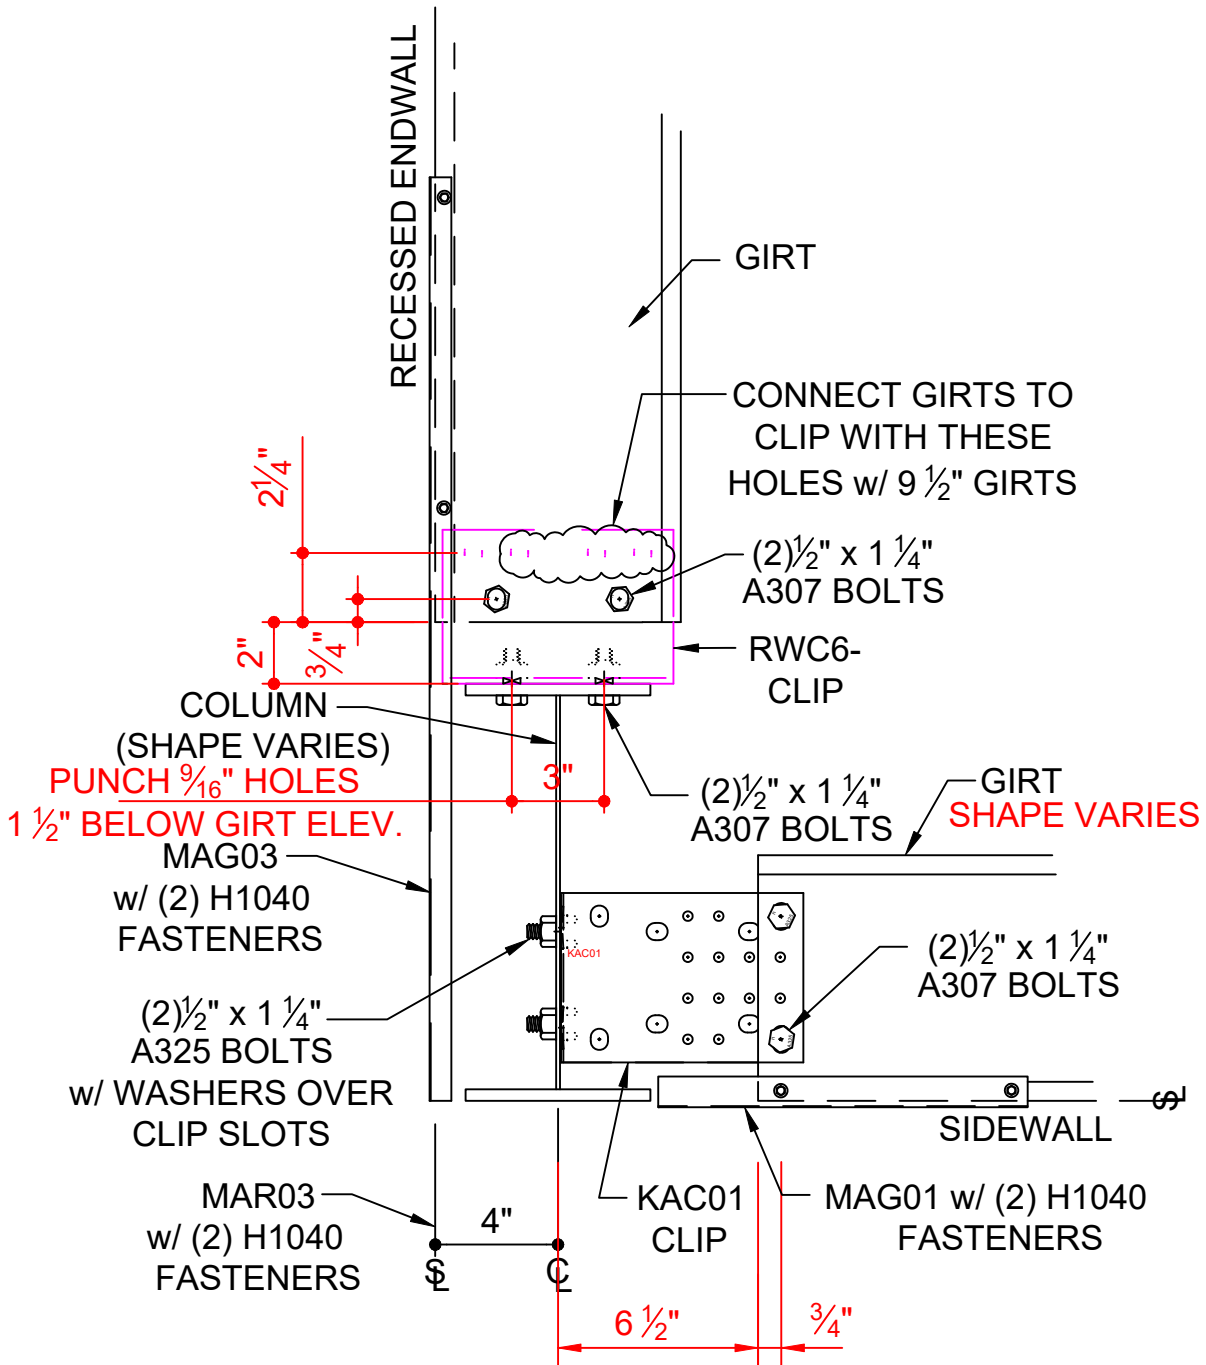 RECESSED ENDWALL
GIRT
CONNECT GIRTS TO
CLIP WITH THESE
HOLES w/ 9 ½" GIRTS
2¼"
(2)½" x 1 ¼"
A307 BOLTS
2"
¾"
RWC6-
CLIP
COLUMN
(SHAPE VARIES)
PUNCH 9⁄16" HOLES
1 ½" BELOW GIRT ELEV.
3"
(2)½" x 1 ¼"
A307 BOLTS
GIRT
SHAPE VARIES
MAG03
w/ (2) H1040
FASTENERS
KAC01
(2)½" x 1 ¼"
A307 BOLTS
(2)½" x 1 ¼"
A325 BOLTS
w/ WASHERS OVER
CLIP SLOTS
SL
SIDEWALL
MAR03
w/ (2) H1040
FASTENERS
4"
KAC01
CLIP
MAG01 w/ (2) H1040
FASTENERS
SL
CL
6 ½"
¾"